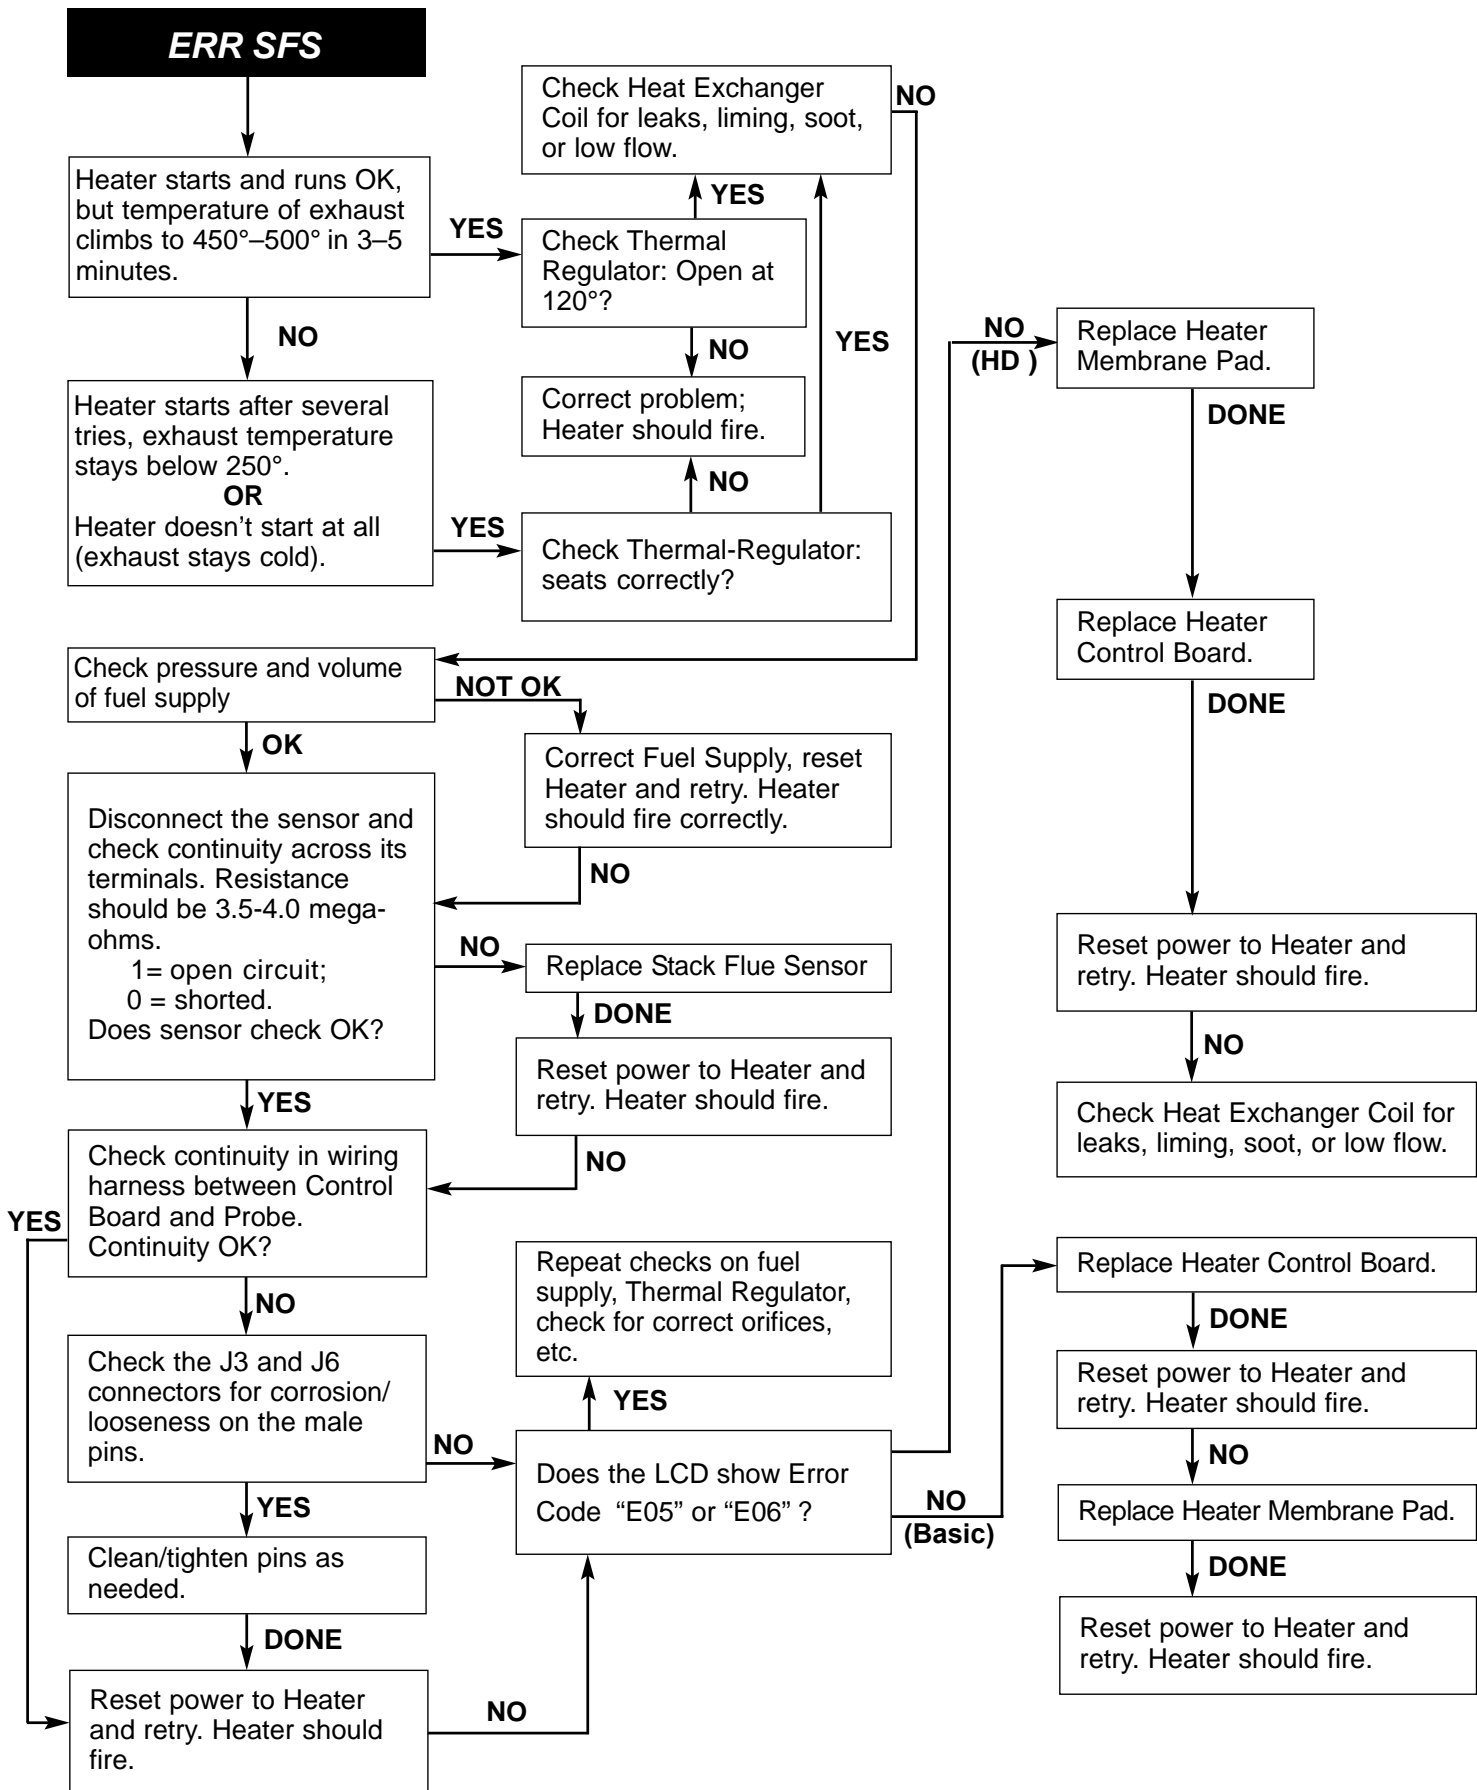 ERR SFS
Heater starts and runs OK,
but temperature of exhaust
climbs to 450°–500° in 3–5
minutes.
YES
NO
Check Heat Exchanger
Coil for leaks, liming, soot,
or low flow.
NO
YES
Check Thermal
Regulator: Open at
120°?
NO
YES
Correct problem;
Heater should fire.
NO
Heater starts after several
tries, exhaust temperature
stays below 250°.
OR
Heater doesn’t start at all
(exhaust stays cold).
YES
Check Thermal-Regulator:
seats correctly?
Check pressure and volume
of fuel supply
NOT OK
OK
Correct Fuel Supply, reset
Heater and retry. Heater
should fire correctly.
NO
Disconnect the sensor and
check continuity across its
terminals. Resistance
should be 3.5-4.0 mega-
ohms.
1= open circuit;
0 = shorted.
Does sensor check OK?
NO
YES
Replace Stack Flue Sensor
DONE
Reset power to Heater and
retry. Heater should fire.
NO
Check continuity in wiring
harness between Control
Board and Probe.
Continuity OK?
YES
NO
Check the J3 and J6
connectors for corrosion/
looseness on the male
pins.
NO
YES
Clean/tighten pins as
needed.
DONE
Reset power to Heater
and retry. Heater should
fire.
NO
Repeat checks on fuel
supply, Thermal Regulator,
check for correct orifices,
etc.
YES
Does the LCD show Error
Code “E05” or “E06” ?
NO
(Basic)
NO
(HD )
Replace Heater
Membrane Pad.
DONE
Replace Heater
Control Board.
DONE
Reset power to Heater and
retry. Heater should fire.
NO
Check Heat Exchanger Coil for
leaks, liming, soot, or low flow.
Replace Heater Control Board.
DONE
Reset power to Heater and
retry. Heater should fire.
NO
Replace Heater Membrane Pad.
DONE
Reset power to Heater and
retry. Heater should fire.